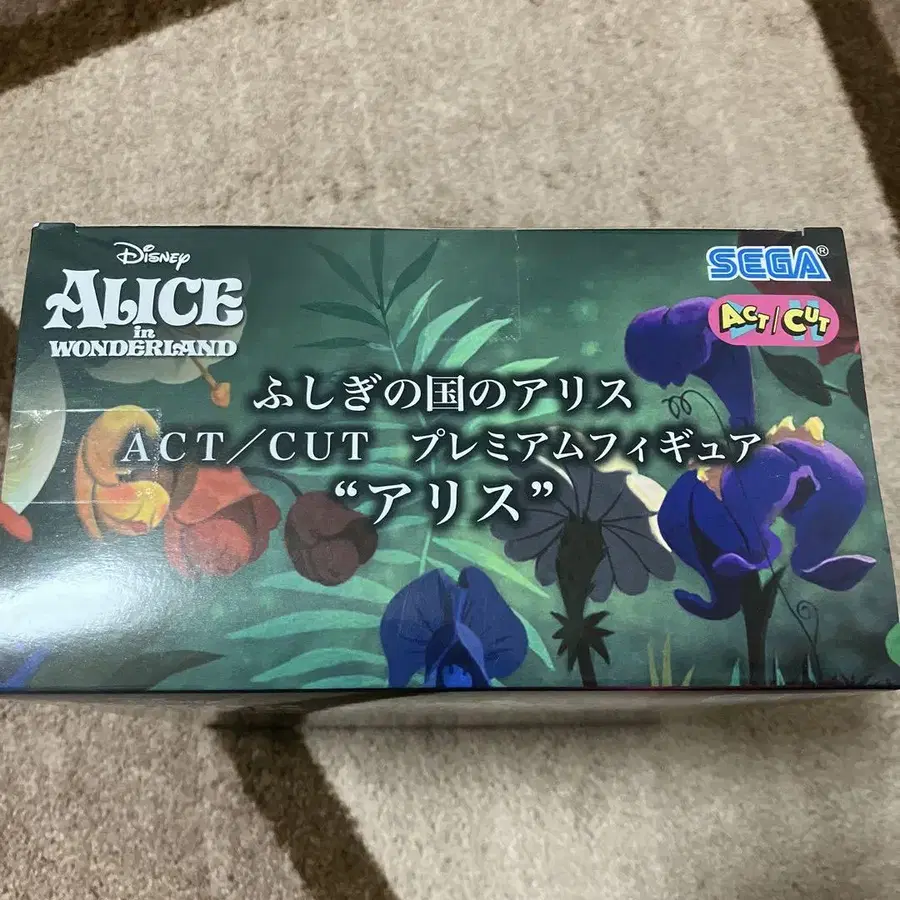 Disney
ALICE
in
WONDERLAND
SEGA®
ACT/CUT
ふしぎの国のアリス
ACT／CUT プレミアムフィギュア
“アリス”